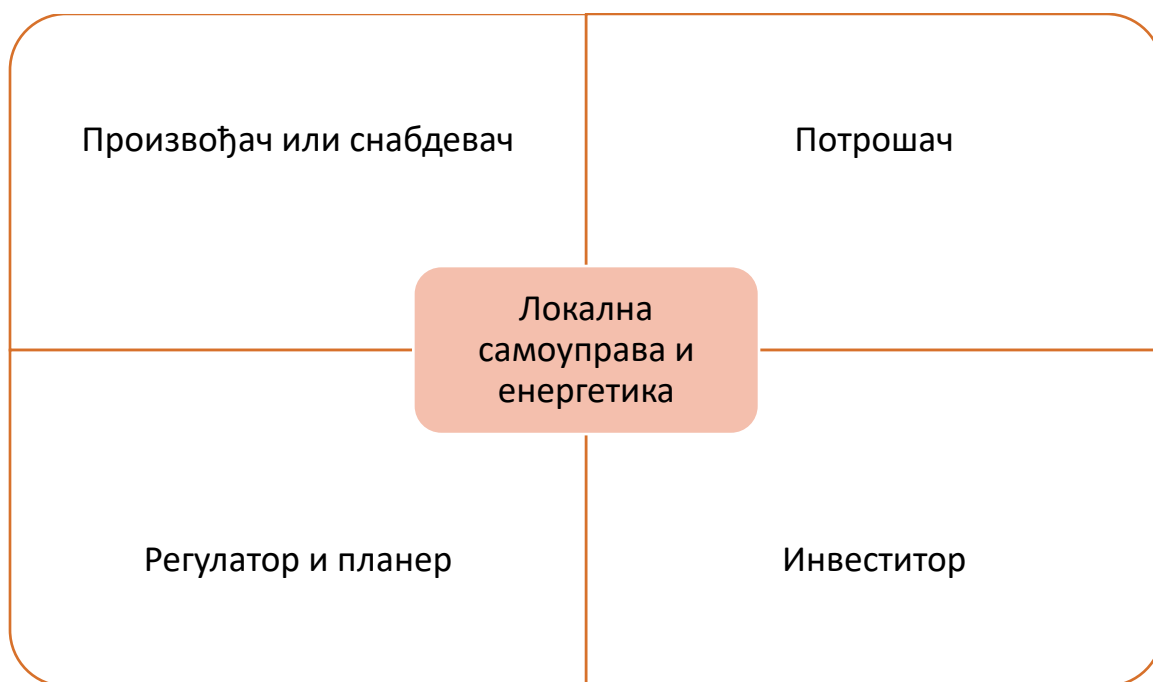 Произвођач или снабдевач
Потрошач
Локална
самоуправа и
енергетика
Регулатор и планер
Инвеститор